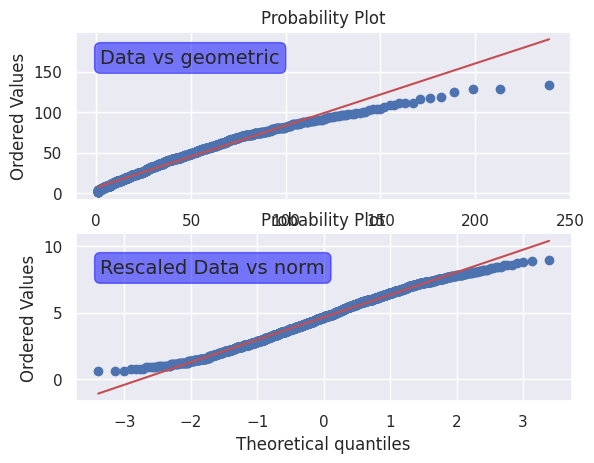 Probability Plot
Data vs geometric
Ordered Values
150
100
50
0
0 50 100 150 200 250
Probability Plot
Rescaled Data vs norm
Ordered Values
10
5
0
−3 −2 −1 0 1 2 3
Theoretical quantiles